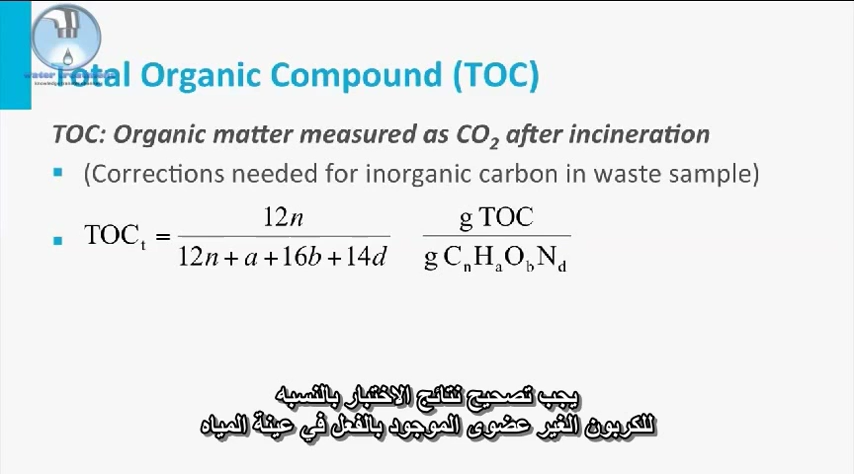 Total Organic Compound (TOC)
TOC: Organic matter measured as CO₂ after incineration
(Corrections needed for inorganic carbon in waste sample)
TOCₜ = 12n / (12n + a + 16b + 14d) g TOC / g CₙHₐO_bN_d
يجب تصحيح نتائج الاختبار بالنسبه
للكربون الغير عضوى الموجود بالفعل في عينة المياه